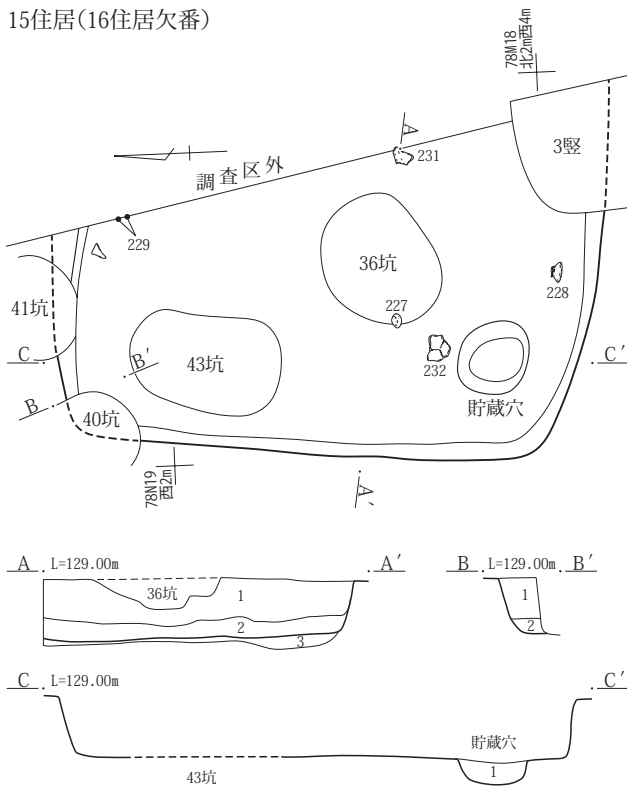 15住居(16住居欠番)
78M18
北2m西4m
A
231
3竪
調査区外
229
36坑
228
41坑
227
C
B'
43坑
232
C′
B
40坑
貯蔵穴
78N19
西2m
A'
A L=129.00m A′
B L=129.00m B′
36坑
1
2
3
1
2
C L=129.00m C′
貯蔵穴
1
43坑